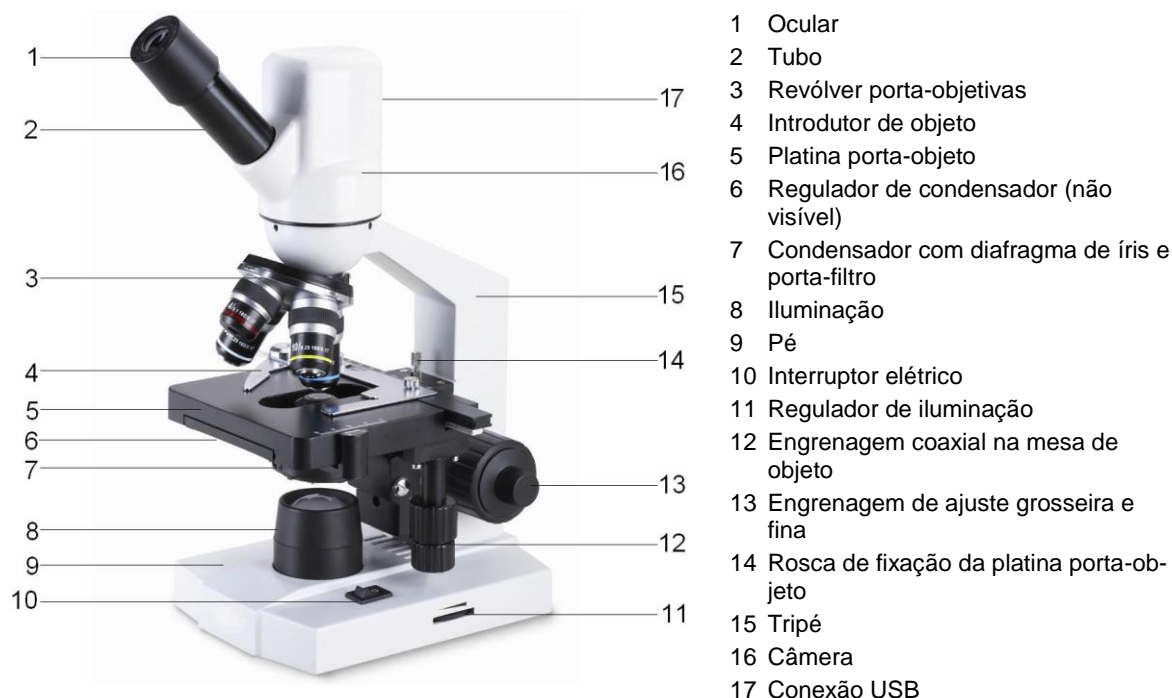 1
2
3
4
5
6
7
8
9
10
17
16
15
14
13
12
11
1 Ocular
2 Tubo
3 Revólver porta-objetivas
4 Introdutor de objeto
5 Platina porta-objeto
6 Regulador de condensador (não
visível)
7 Condensador com diafragma de íris e
porta-filtro
8 Iluminação
9 Pé
10 Interruptor elétrico
11 Regulador de iluminação
12 Engrenagem coaxial na mesa de
objeto
13 Engrenagem de ajuste grosseira e
fina
14 Rosca de fixação da platina porta-ob-
jeto
15 Tripé
16 Câmera
17 Conexão USB